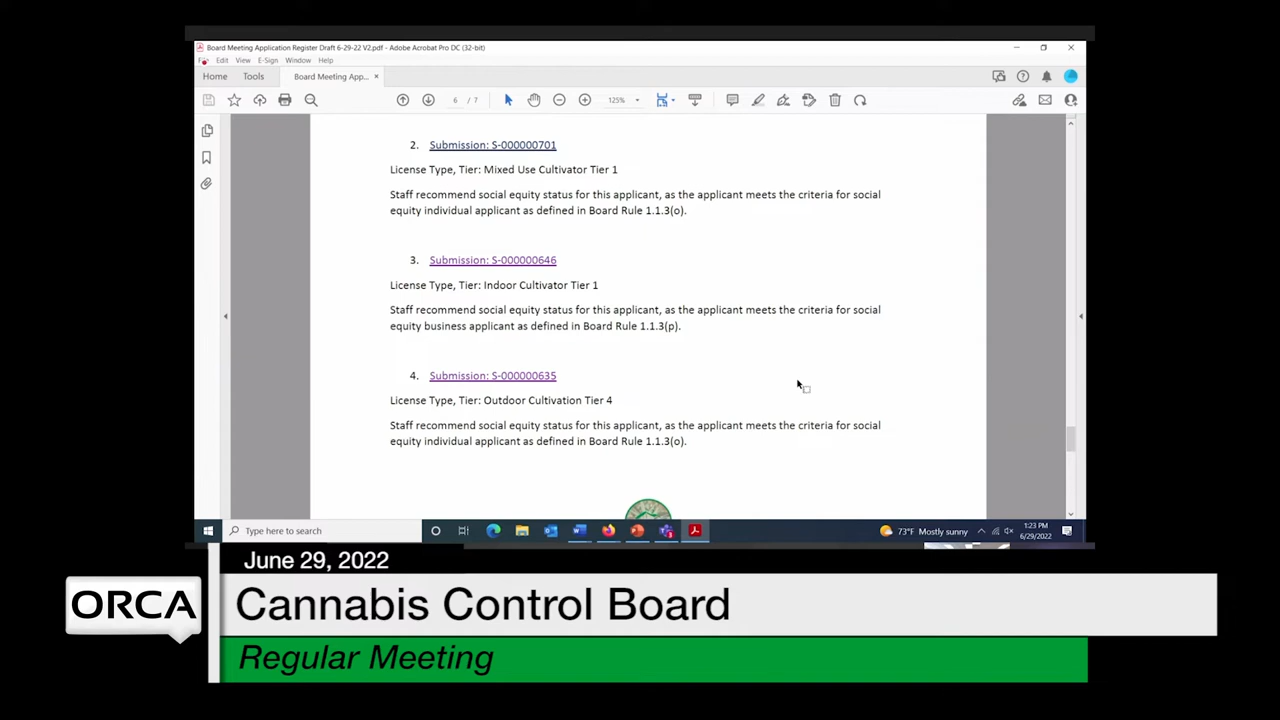 Board Meeting Application Register Draft 6-29-22 V2.pdf - Adobe Acrobat Pro DC (32-bit)
Edit View E-Sign Window Help
Home Tools Board Meeting App... ×
6 / 7 125%
2. Submission: S-000000701
License Type, Tier: Mixed Use Cultivator Tier 1
Staff recommend social equity status for this applicant, as the applicant meets the criteria for social
equity individual applicant as defined in Board Rule 1.1.3(o).
3. Submission: S-000000646
License Type, Tier: Indoor Cultivator Tier 1
Staff recommend social equity status for this applicant, as the applicant meets the criteria for social
equity business applicant as defined in Board Rule 1.1.3(p).
4. Submission: S-000000635
License Type, Tier: Outdoor Cultivation Tier 4
Staff recommend social equity status for this applicant, as the applicant meets the criteria for social
equity individual applicant as defined in Board Rule 1.1.3(o).
Type here to search
73°F Mostly sunny
1:23 PM
6/29/2022
June 29, 2022
ORCA
Cannabis Control Board
Regular Meeting